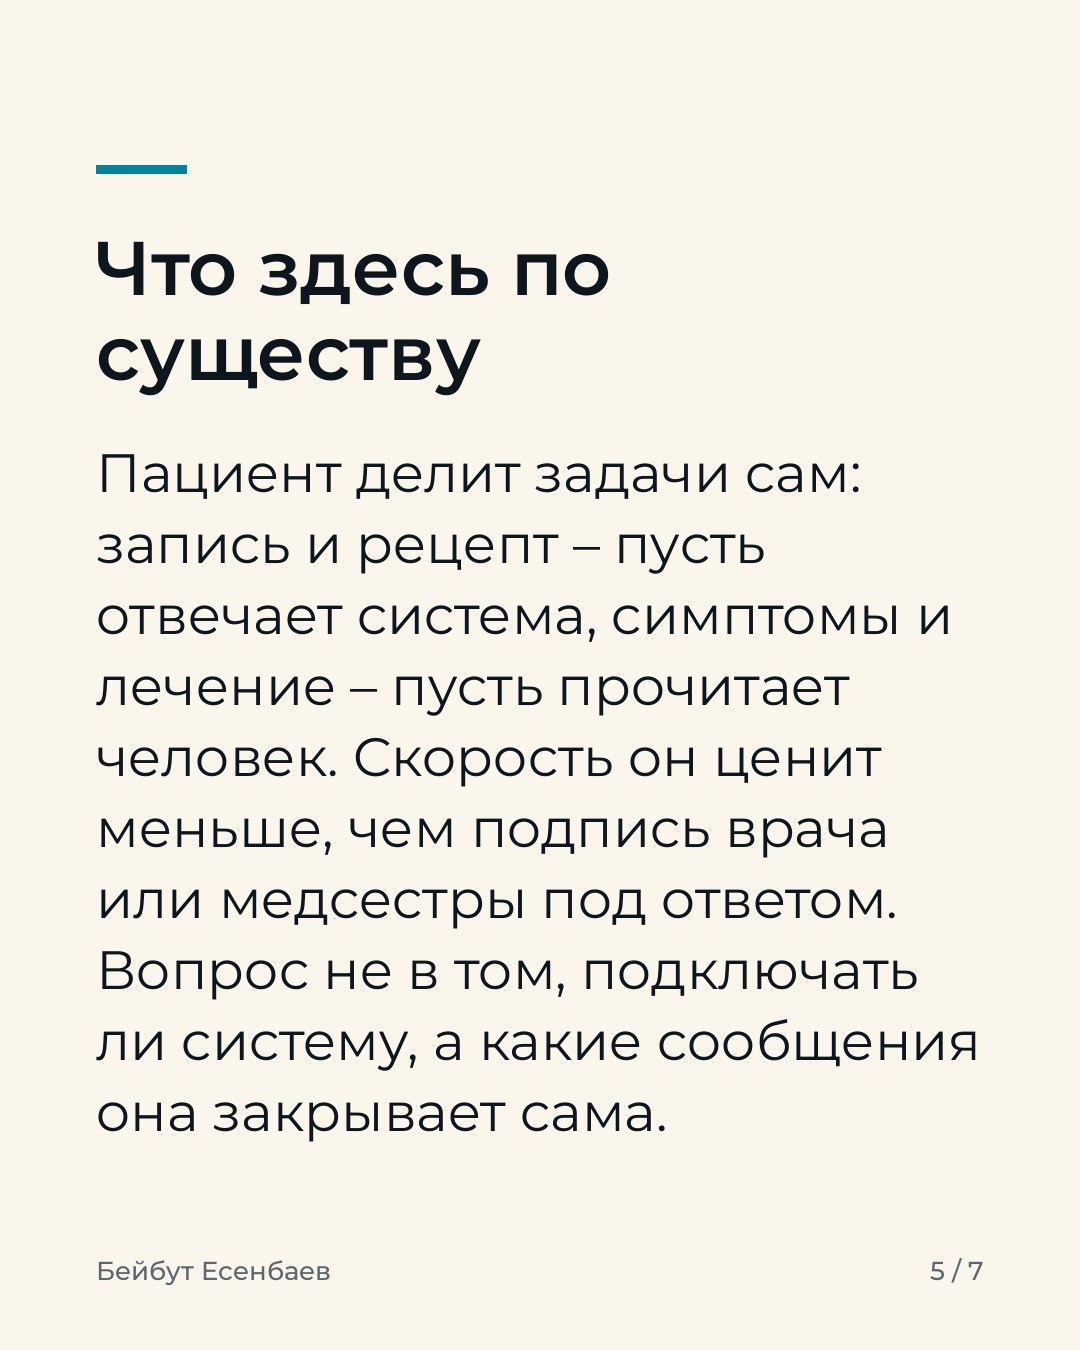 Что здесь по
существу
Пациент делит задачи сам:
запись и рецепт – пусть
отвечает система, симптомы и
лечение – пусть прочитает
человек. Скорость он ценит
меньше, чем подпись врача
или медсестры под ответом.
Вопрос не в том, подключать
ли систему, а какие сообщения
она закрывает сама.
Бейбут Есенбаев
5 / 7